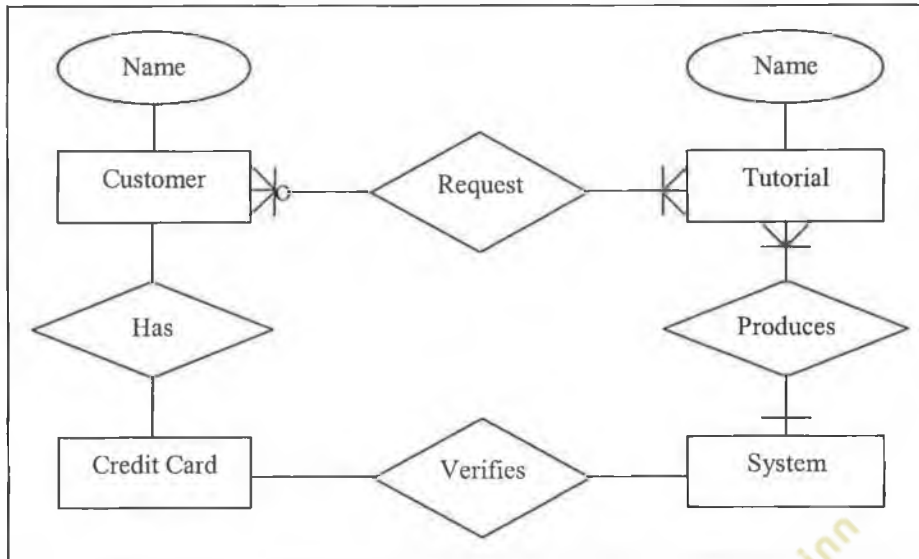 Name
Name
Customer
Request
Tutorial
Has
Produces
Credit Card
Verifies
System